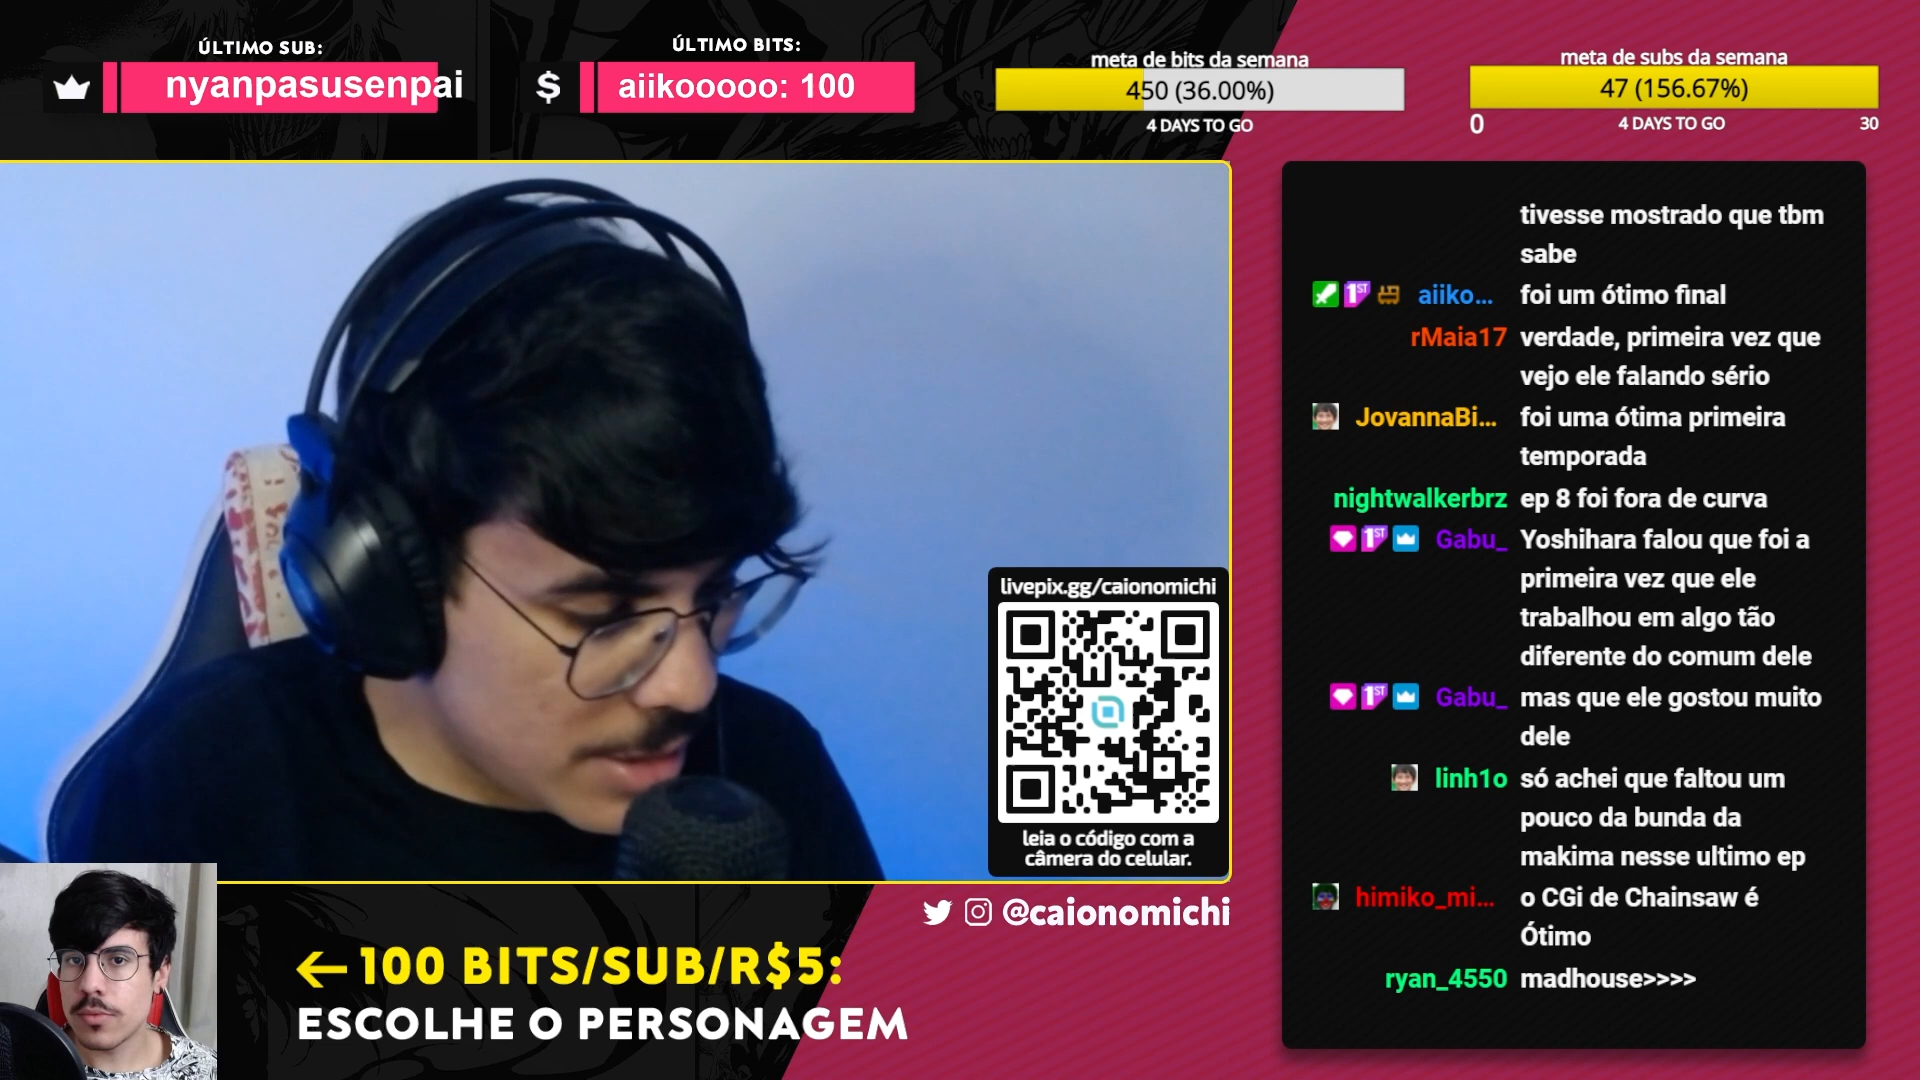 ÚLTIMO SUB:
nyanpasusenpai
ÚLTIMO BITS:
$
aiikooooo: 100
meta de bits da semana
450 (36.00%)
4 DAYS TO GO
meta de subs da semana
47 (156.67%)
0
4 DAYS TO GO
30
tivesse mostrado que tbm
sabe
1ST aiiko... foi um ótimo final
rMaia17 verdade, primeira vez que
vejo ele falando sério
JovannaBi... foi uma ótima primeira
temporada
nightwalkerbrz ep 8 foi fora de curva
1ST Gabu_ Yoshihara falou que foi a
primeira vez que ele
trabalhou em algo tão
diferente do comum dele
1ST Gabu_ mas que ele gostou muito
dele
linh1o só achei que faltou um
pouco da bunda da
makima nesse ultimo ep
himiko_mi... o CGi de Chainsaw é
Ótimo
ryan_4550 madhouse>>>>
livepix.gg/caionomichi
leia o código com a
câmera do celular.
@caionomichi
← 100 BITS/SUB/R$5:
ESCOLHE O PERSONAGEM